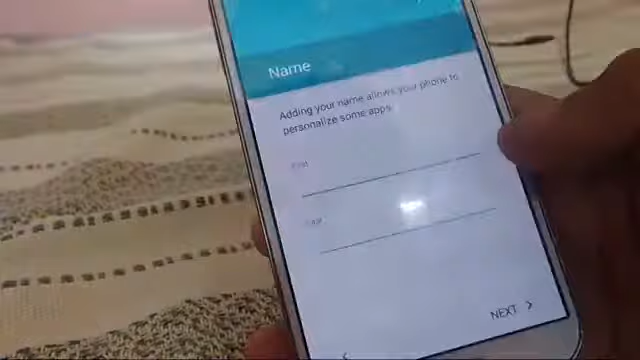 Name
Adding your name allows your phone to
personalize some apps.
First
Last
NEXT